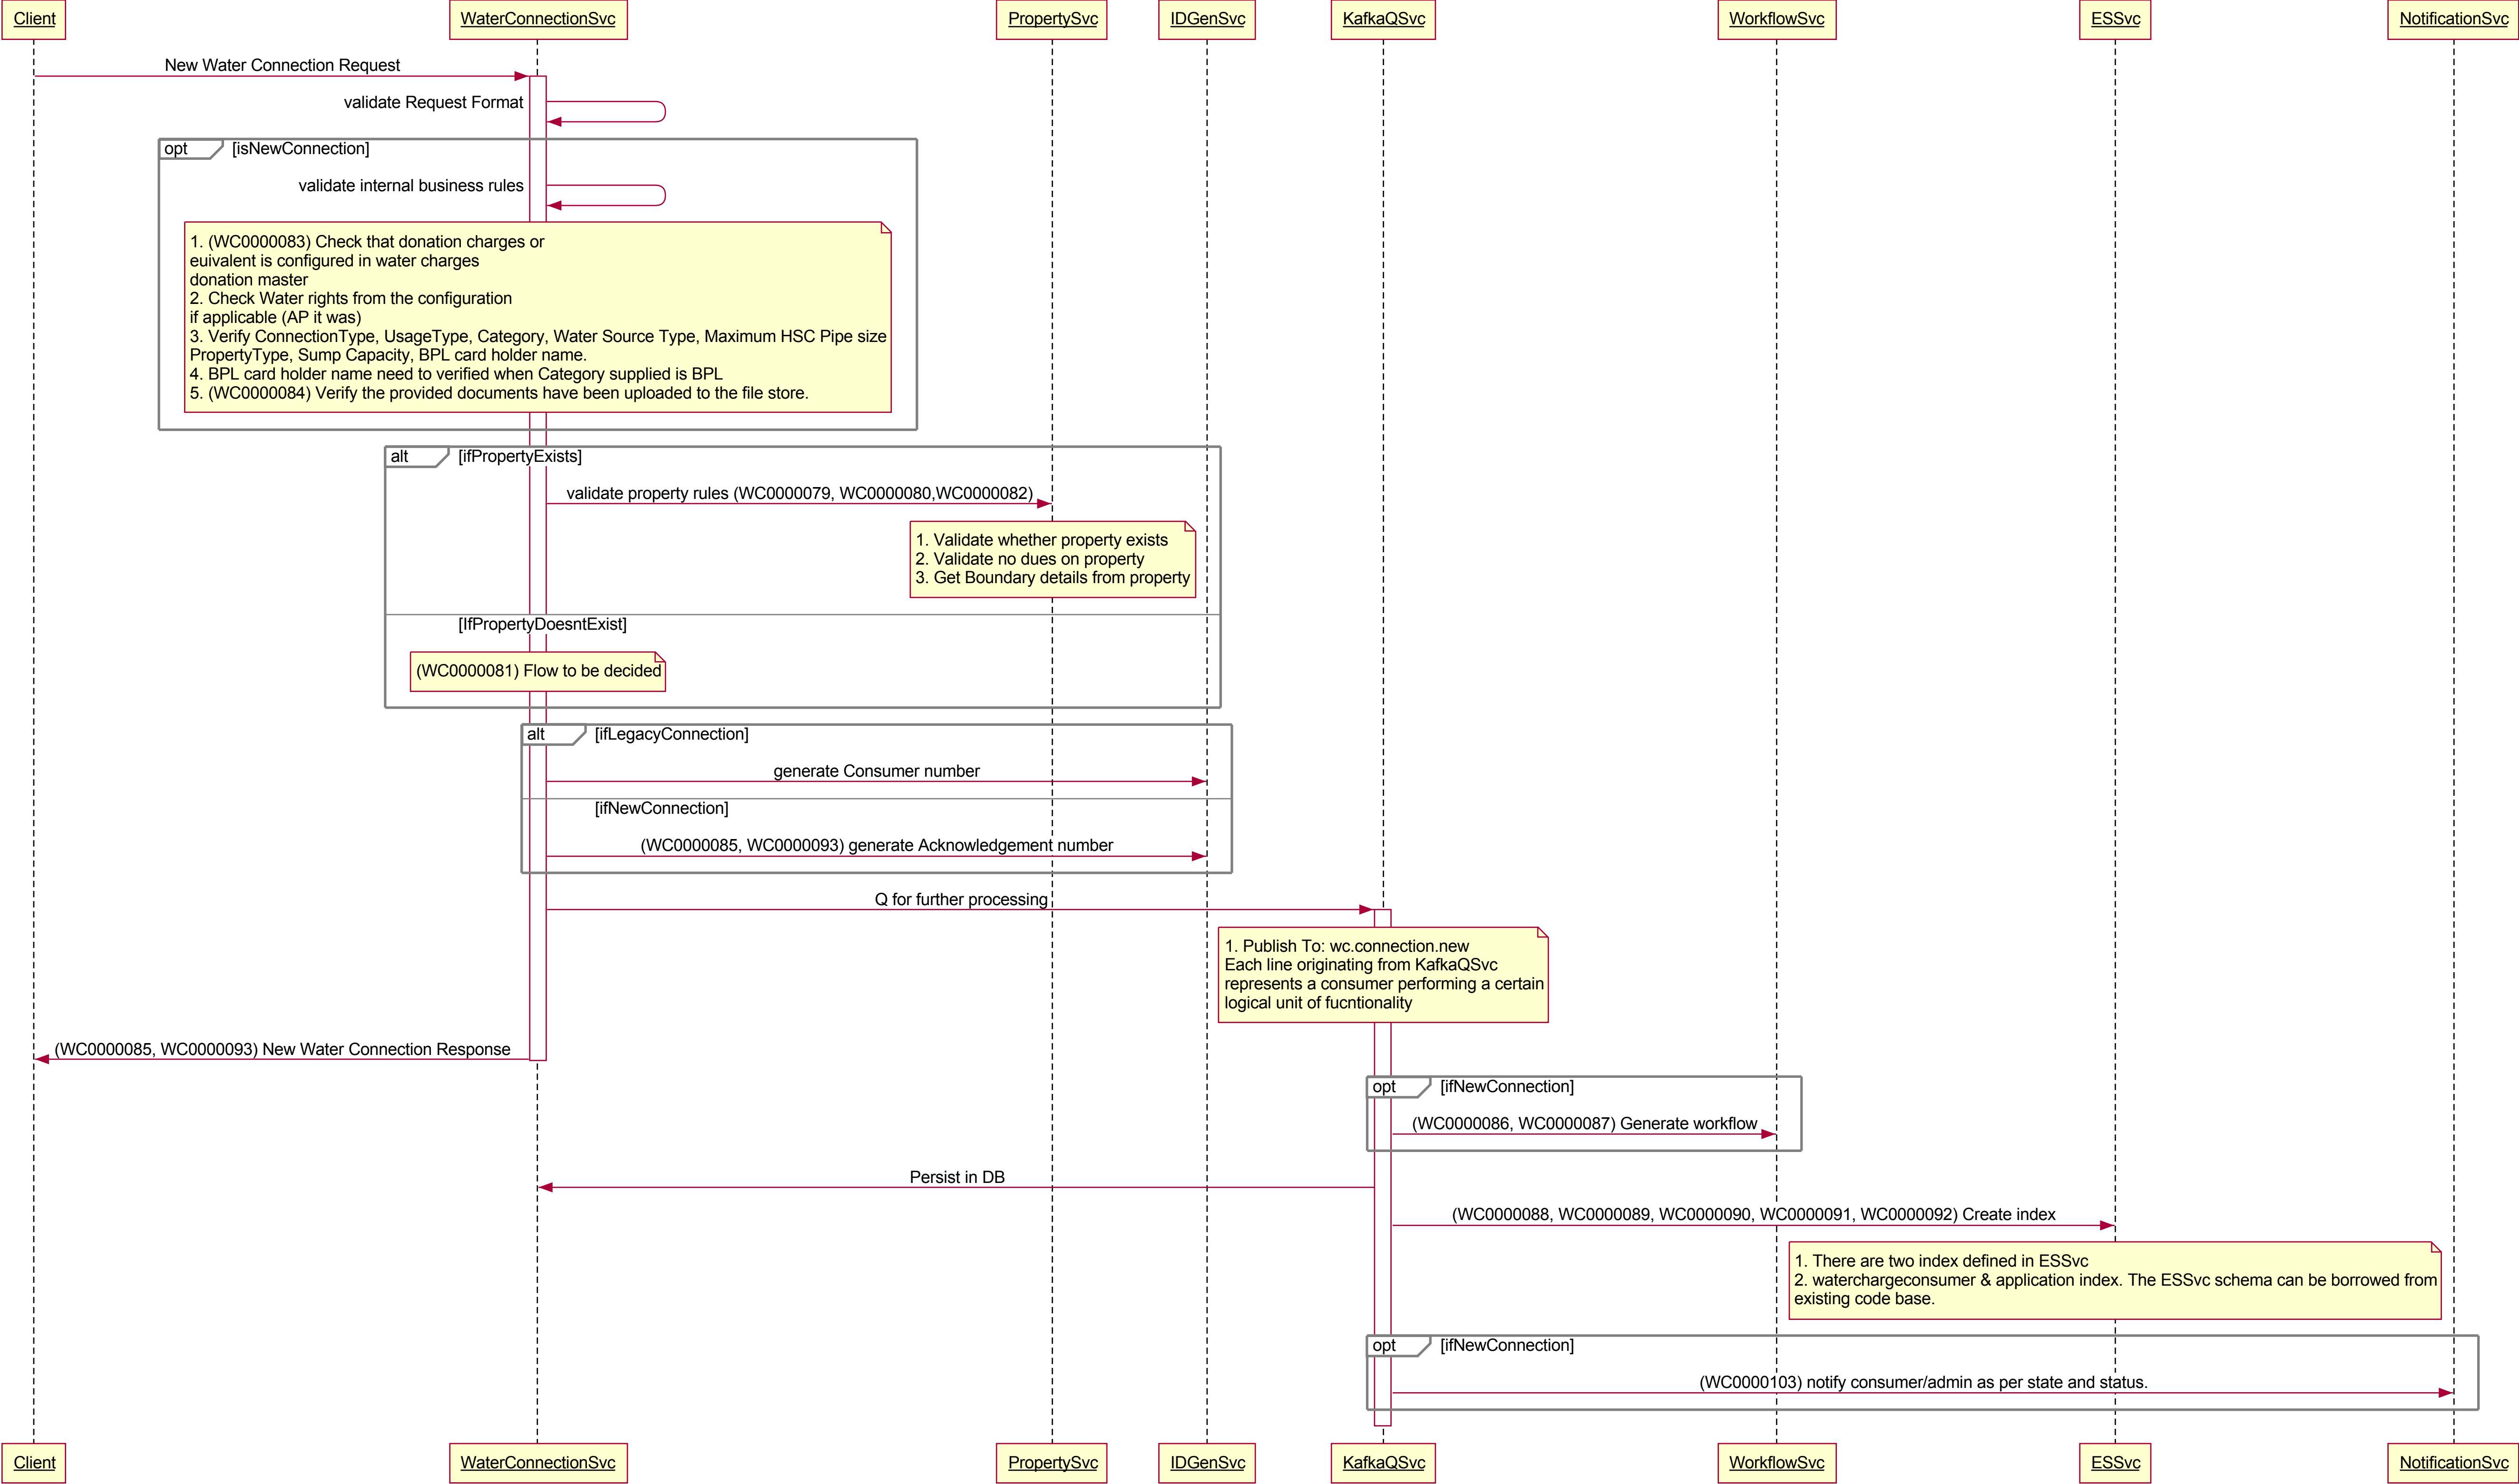 Client WaterConnectionSvc PropertySvc IDGenSvc KafkaQSvc WorkflowSvc ESSvc NotificationSvc
New Water Connection Request
validate Request Format
opt [isNewConnection]
validate internal business rules
1. (WC0000083) Check that donation charges or
euivalent is configured in water charges
donation master
2. Check Water rights from the configuration
if applicable (AP it was)
3. Verify ConnectionType, UsageType, Category, Water Source Type, Maximum HSC Pipe size
PropertyType, Sump Capacity, BPL card holder name.
4. BPL card holder name need to verified when Category supplied is BPL
5. (WC0000084) Verify the provided documents have been uploaded to the file store.
alt [ifPropertyExists]
validate property rules (WC0000079, WC0000080,WC0000082)
1. Validate whether property exists
2. Validate no dues on property
3. Get Boundary details from property
[IfPropertyDoesntExist]
(WC0000081) Flow to be decided
alt [ifLegacyConnection]
generate Consumer number
[ifNewConnection]
(WC0000085, WC0000093) generate Acknowledgement number
Q for further processing
1. Publish To: wc.connection.new
Each line originating from KafkaQSvc
represents a consumer performing a certain
logical unit of fucntionality
(WC0000085, WC0000093) New Water Connection Response
opt [ifNewConnection]
(WC0000086, WC0000087) Generate workflow
Persist in DB
(WC0000088, WC0000089, WC0000090, WC0000091, WC0000092) Create index
1. There are two index defined in ESSvc
2. waterchargeconsumer & application index. The ESSvc schema can be borrowed from
existing code base.
opt [ifNewConnection]
(WC0000103) notify consumer/admin as per state and status.
Client WaterConnectionSvc PropertySvc IDGenSvc KafkaQSvc WorkflowSvc ESSvc NotificationSvc